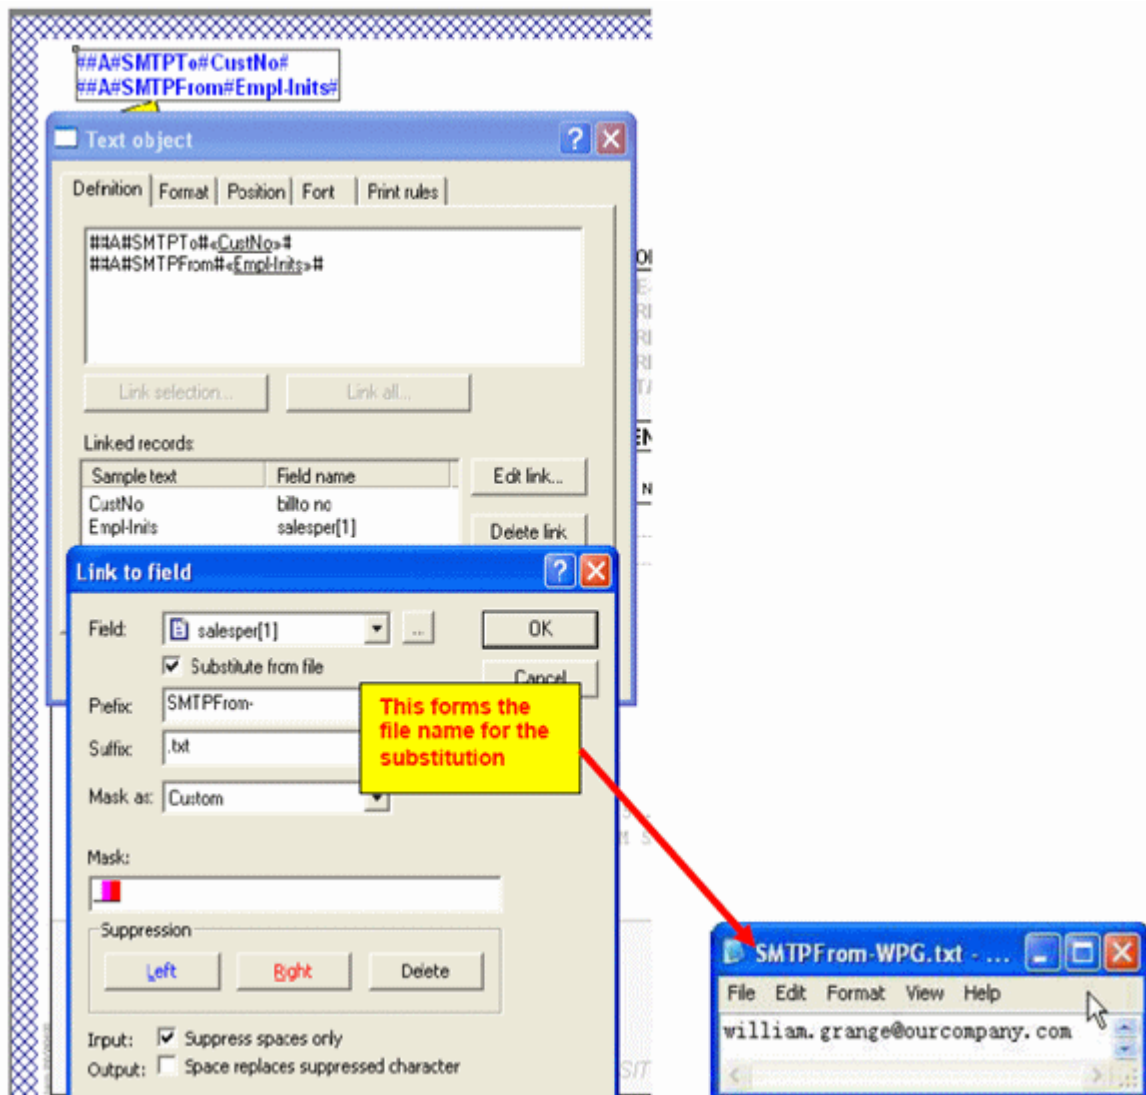 ##A#SMTPTo#CustNo#
##A#SMTPFrom#Empl-Inits#
Text object
Definition Format Position Font Print rules
##A#SMTPTo#«CustNo»#
##A#SMTPFrom#«Empl-Inits»#
Link selection... Link all...
Linked records
Sample text Field name
Edit link...
CustNo billto no
Empl-Inits salesper[1]
Delete link
Link to field
Field: salesper[1] ... OK
Substitute from file
Cancel
Prefix: SMTPFrom-
Suffix: .txt
This forms the
file name for the
substitution
Mask as: Custom
Mask:
Suppression
Left Right Delete
Input: Suppress spaces only
Output: Space replaces suppressed character
SMTPFrom-WPG.txt - ...
File Edit Format View Help
william.grange@ourcompany.com